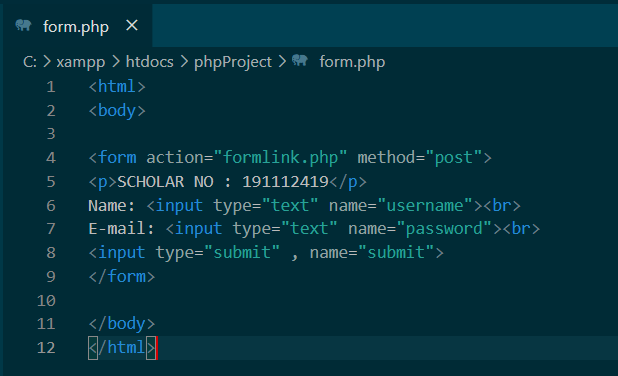 form.php ×
C: > xampp > htdocs > phpProject > form.php
1 <html>
2 <body>
3
4 <form action="formlink.php" method="post">
5 <p>SCHOLAR NO : 191112419</p>
6 Name: <input type="text" name="username"><br>
7 E-mail: <input type="text" name="password"><br>
8 <input type="submit" , name="submit">
9 </form>
10
11 </body>
12 </html>